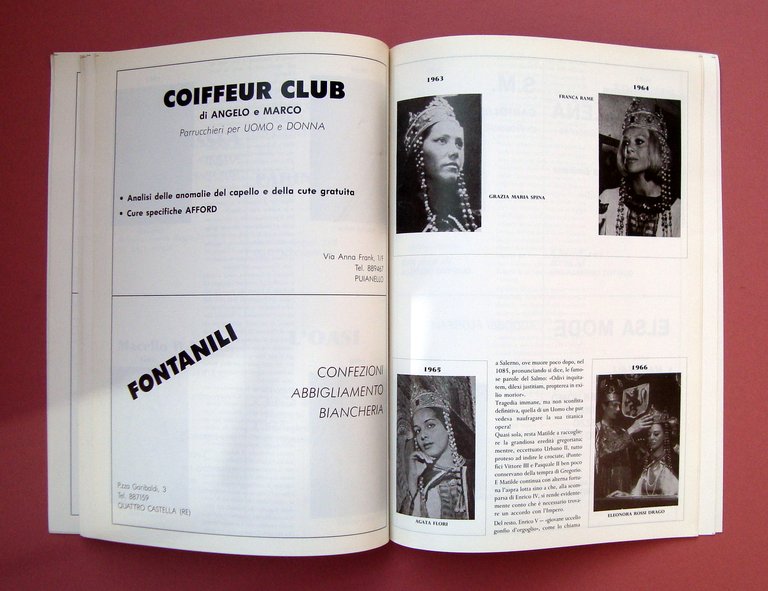 COIFFEUR CLUB
di ANGELO e MARCO
Parrucchieri per UOMO e DONNA
• Analisi delle anomalie del capello e della cute gratuita
• Cure specifiche AFFORD
Via Anna Frank, 1/F
Tel. 889467
PUIANELLO
FONTANILI
CONFEZIONI
ABBIGLIAMENTO
BIANCHERIA
P.zza Garibaldi, 3
Tel. 887159
QUATTRO CASTELLA (RE)
1963
GRAZIA MARIA SPINA
1964
FRANCA RAME
1965
AGATA FLORI
a Salerno, ove muore poco dopo, nel
1085, pronunciando si dice, le famo-
se parole del Salmo: «Odivi inquita-
tem, dilexi justitiam, propterea in ex-
ilio morior».
Tragedia immane, ma non sconfitta
definitiva, quella di un Uomo che pur
vedeva naufragare la sua titanica
opera!
Quasi sola, resta Matilde a raccoglie-
re la grandiosa eredità gregoriana:
mentre, eccettuato Urbano II, tutto
proteso ad indire le crociate, iPonte-
fici Vittore III e Pasquale II ben poco
conservano della tempra di Gregorio.
E Matilde continua con alterna fortu-
na l'aspra lotta sino a che, alla scom-
parsa di Enrico IV, si rende evidente-
mente conto che è necessario trova-
re un accordo con l'Impero.
Del resto, Enrico V — «giovane uccello
gonfio d'orgoglio», come lo chiama
1966
ELEONORA ROSSI DRAGO